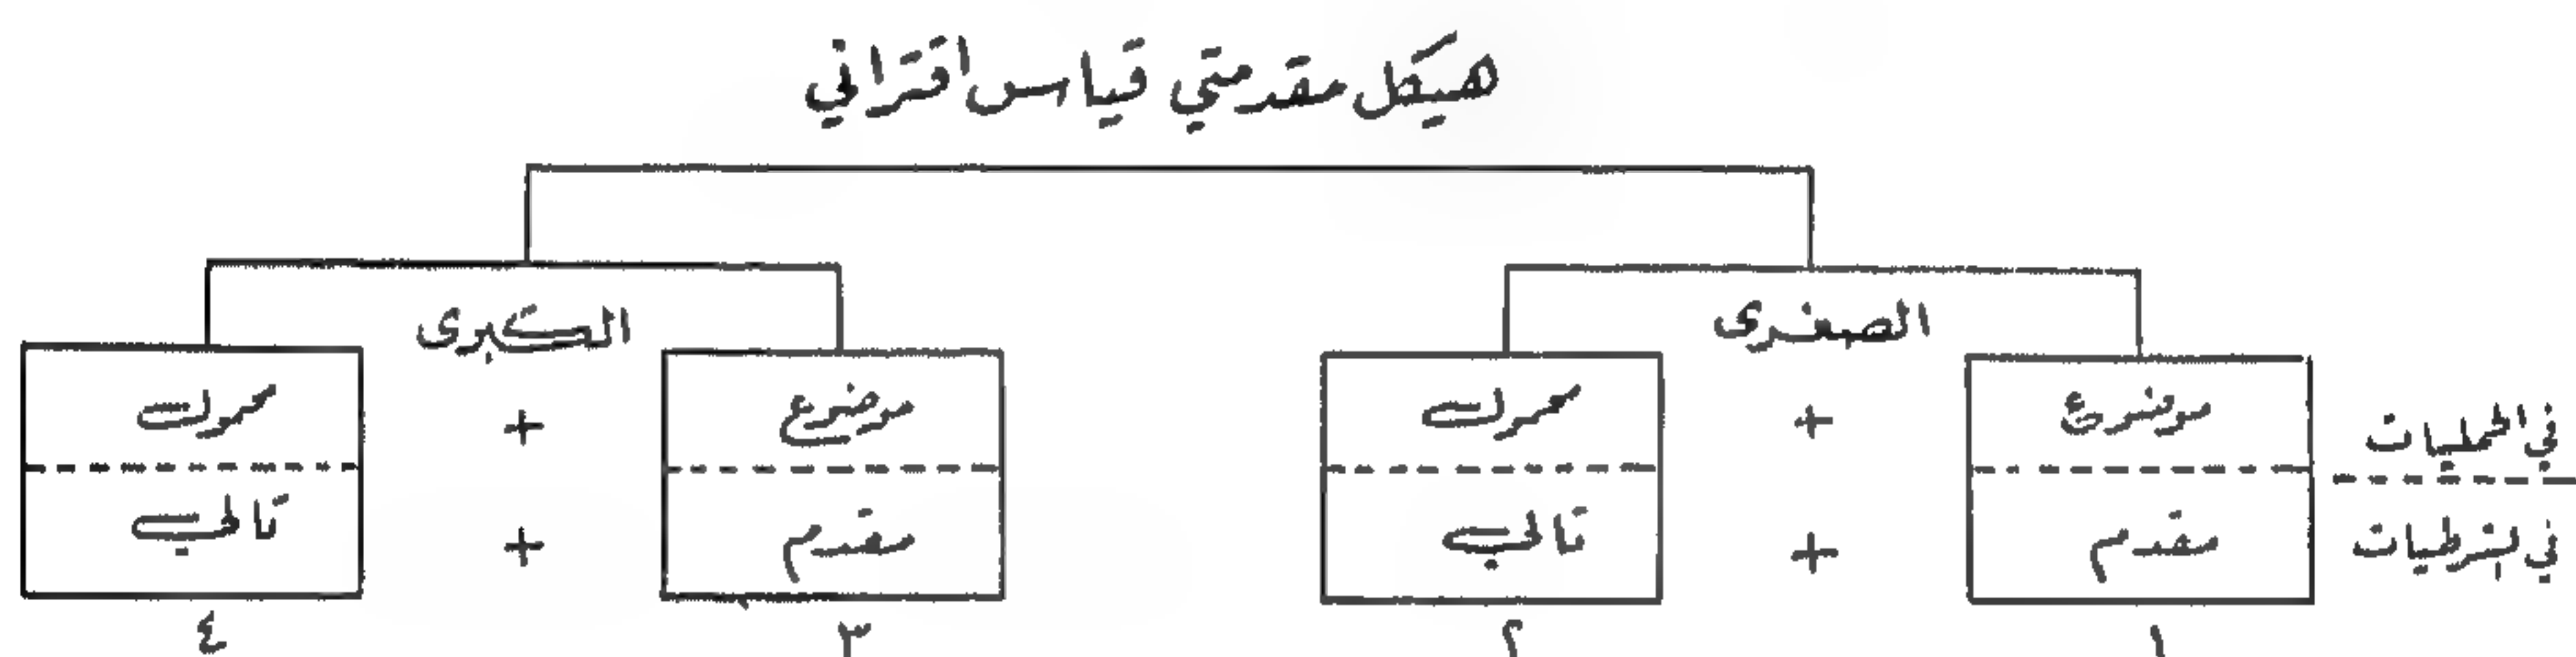 هيكل مقدمتي قياس اقتراني
الصغرى الكبرى
في الحمليات موضوع + محمول موضوع + محمول
في لشرطيات مقدم + تالي مقدم + تالي
١ ٢ ٣ ٤